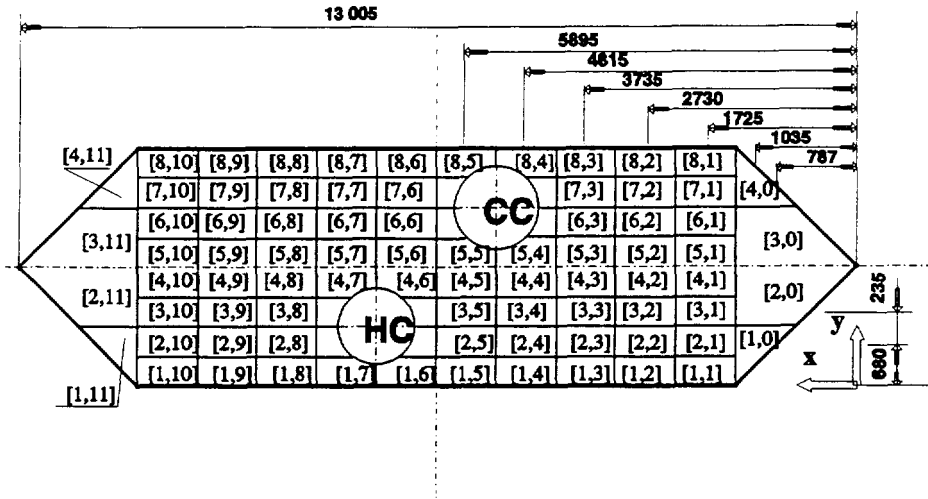 13 005
5895
4615
3735
2730
1725
1035
787
[4,11] [8,10] [8,9] [8,8] [8,7] [8,6] [8,5] [8,4] [8,3] [8,2] [8,1]
[7,10] [7,9] [7,8] [7,7] [7,6] CC [7,3] [7,2] [7,1] [4,0]
[6,10] [6,9] [6,8] [6,7] [6,6] [6,3] [6,2] [6,1]
[3,11] [5,10] [5,9] [5,8] [5,7] [5,6] [5,5] [5,4] [5,3] [5,2] [5,1] [3,0]
[2,11] [4,10] [4,9] [4,8] [4,7] [4,6] [4,5] [4,4] [4,3] [4,2] [4,1] [2,0] 235
[3,10] [3,9] [3,8] HC [3,5] [3,4] [3,3] [3,2] [3,1] y
[2,10] [2,9] [2,8] [2,5] [2,4] [2,3] [2,2] [2,1] [1,0] x 680
[1,11] [1,10] [1,9] [1,8] [1,7] [1,6] [1,5] [1,4] [1,3] [1,2] [1,1]